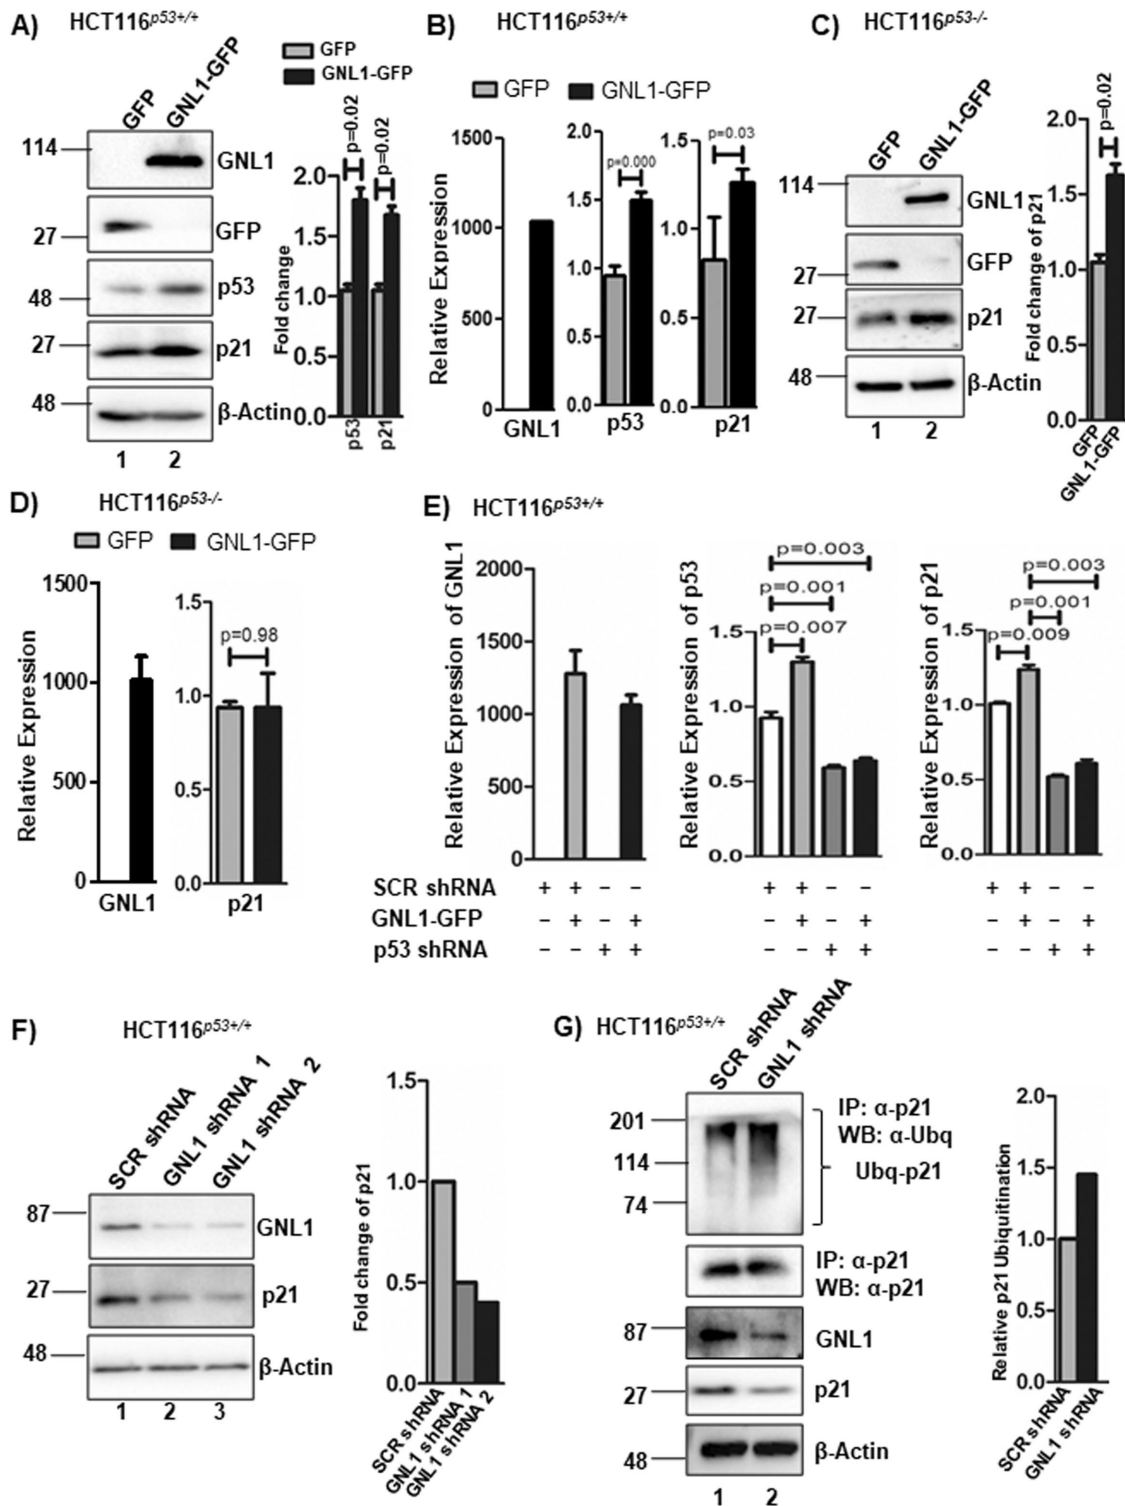 A) HCT116p53+/+
GFP
GNL1-GFP
GFP
GNL1-GFP
114
GNL1
27
GFP
48
p53
27
p21
48
β-Actin
1 2
Fold change
2.0
1.5
1.0
0.5
0.0
p=0.02
p=0.02
p53
p21
B) HCT116p53+/+
GFP GNL1-GFP
Relative Expression
1500
1000
500
0
GNL1
2.0
1.5
1.0
0.5
0.0
p=0.000
p53
1.5
1.0
0.5
0.0
p=0.03
p21
C) HCT116p53-/-
GFP
GNL1-GFP
114
GNL1
27
GFP
27
p21
48
β-Actin
1 2
Fold change of p21
2.0
1.5
1.0
0.5
0.0
p=0.02
GFP
GNL1-GFP
D) HCT116p53-/-
GFP GNL1-GFP
Relative Expression
1500
1000
500
0
GNL1
1.5
1.0
0.5
0.0
p=0.98
p21
E) HCT116p53+/+
Relative Expression of GNL1
2000
1500
1000
500
0
Relative Expression of p53
1.5
1.0
0.5
0.0
p=0.003
p=0.001
p=0.007
Relative Expression of p21
1.5
1.0
0.5
0.0
p=0.003
p=0.001
p=0.009
SCR shRNA + + – – + + – – + + – –
GNL1-GFP – + – + – + – + – + – +
p53 shRNA – – + + – – + + – – + +
F) HCT116p53+/+
SCR shRNA
GNL1 shRNA 1
GNL1 shRNA 2
87
GNL1
27
p21
48
β-Actin
1 2 3
Fold change of p21
1.5
1.0
0.5
0.0
SCR shRNA
GNL1 shRNA 1
GNL1 shRNA 2
G) HCT116p53+/+
SCR shRNA
GNL1 shRNA
201
114
74
IP: α-p21
WB: α-Ubq
Ubq-p21
IP: α-p21
WB: α-p21
87
GNL1
27
p21
48
β-Actin
1 2
Relative p21 Ubiquitination
2.0
1.5
1.0
0.5
0.0
SCR shRNA
GNL1 shRNA